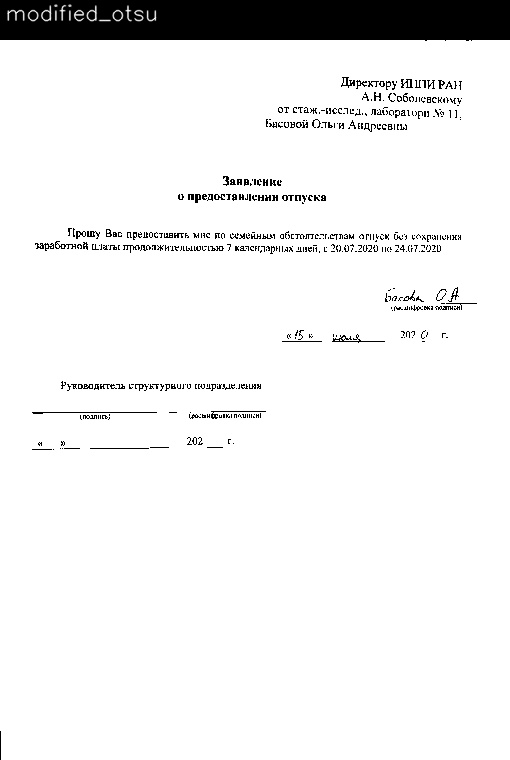 modified_otsu
Директору ИППИ РАН
А.Н. Соболевскому
от стаж.-исслед., лаборатори № 11,
Басовой Ольги Андреевны
Заявление
о предоставлении отпуска
Прошу Вас предоставить мне по семейным обстоятельствам отпуск без сохранения
заработной платы продолжительностью 7 календарных дней, с 20.07.2020 по 24.07.2020
Басова О А
(расшифровка подписи)
« 15 » июля 2020 г.
Руководитель структурного подразделения
(подпись) (расшифровка подписи)
« » 202 г.